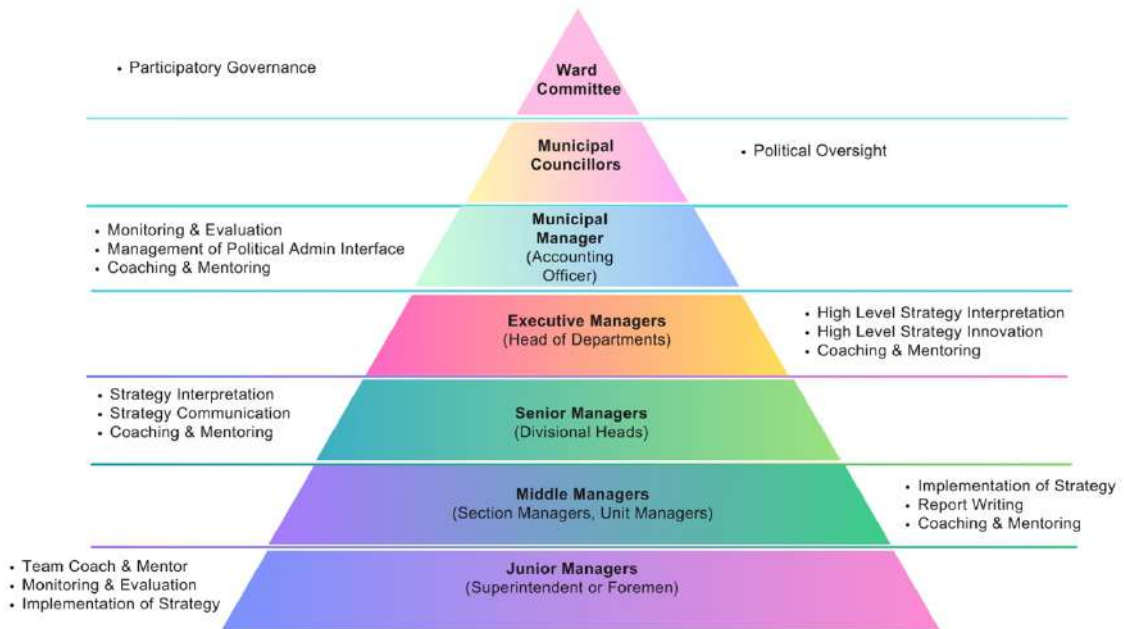 • Participatory Governance
Ward
Committee
Municipal
Councillors
• Political Oversight
• Monitoring & Evaluation
• Management of Political Admin Interface
• Coaching & Mentoring
Municipal
Manager
(Accounting
Officer)
Executive Managers
(Head of Departments)
• High Level Strategy Interpretation
• High Level Strategy Innovation
• Coaching & Mentoring
• Strategy Interpretation
• Strategy Communication
• Coaching & Mentoring
Senior Managers
(Divisional Heads)
Middle Managers
(Section Managers, Unit Managers)
• Implementation of Strategy
• Report Writing
• Coaching & Mentoring
• Team Coach & Mentor
• Monitoring & Evaluation
• Implementation of Strategy
Junior Managers
(Superintendent or Foremen)